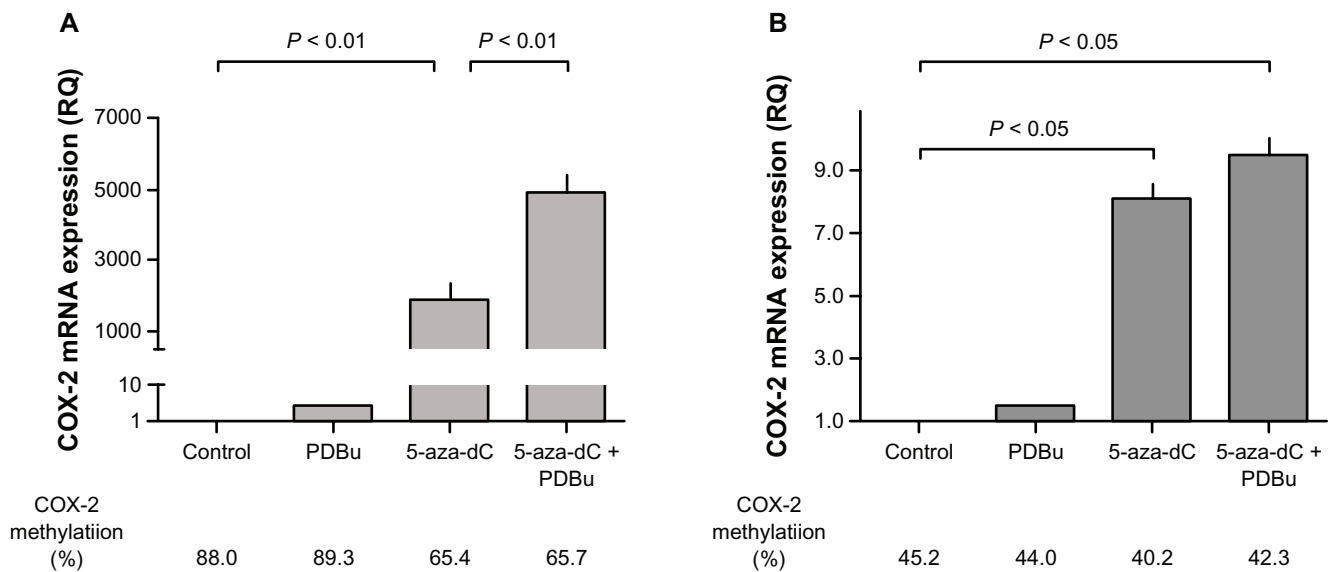 A
P < 0.01
P < 0.01
COX-2 mRNA expression (RQ)
7000
5000
3000
1000
10
1
Control
PDBu
5-aza-dC
5-aza-dC +
PDBu
COX-2
methylatiion
(%)
88.0
89.3
65.4
65.7
B
P < 0.05
P < 0.05
COX-2 mRNA expression (RQ)
9.0
7.0
5.0
3.0
1.0
Control
PDBu
5-aza-dC
5-aza-dC +
PDBu
COX-2
methylatiion
(%)
45.2
44.0
40.2
42.3